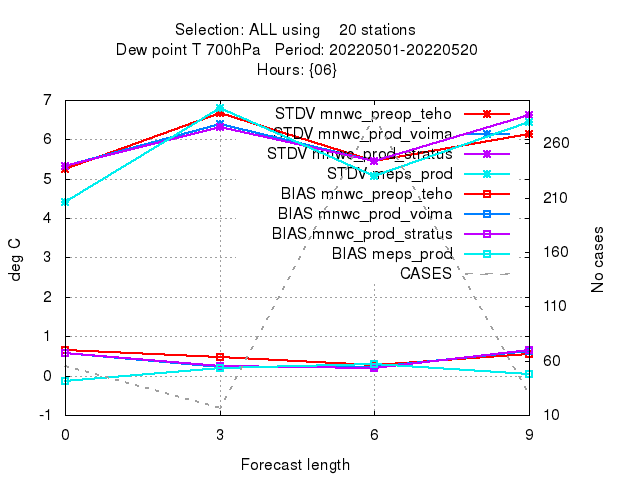 Selection: ALL using 20 stations
Dew point T 700hPa Period: 20220501-20220520
Hours: {06}
7
6
5
4
3
2
1
0
-1
deg C
STDV mnwc_preop_teho
STDV mnwc_prod_voima
STDV mnwc_prod_stratus
STDV meps_prod
BIAS mnwc_preop_teho
BIAS mnwc_prod_voima
BIAS mnwc_prod_stratus
BIAS meps_prod
CASES
260
210
160
110
60
10
No cases
0 3 6 9
Forecast length